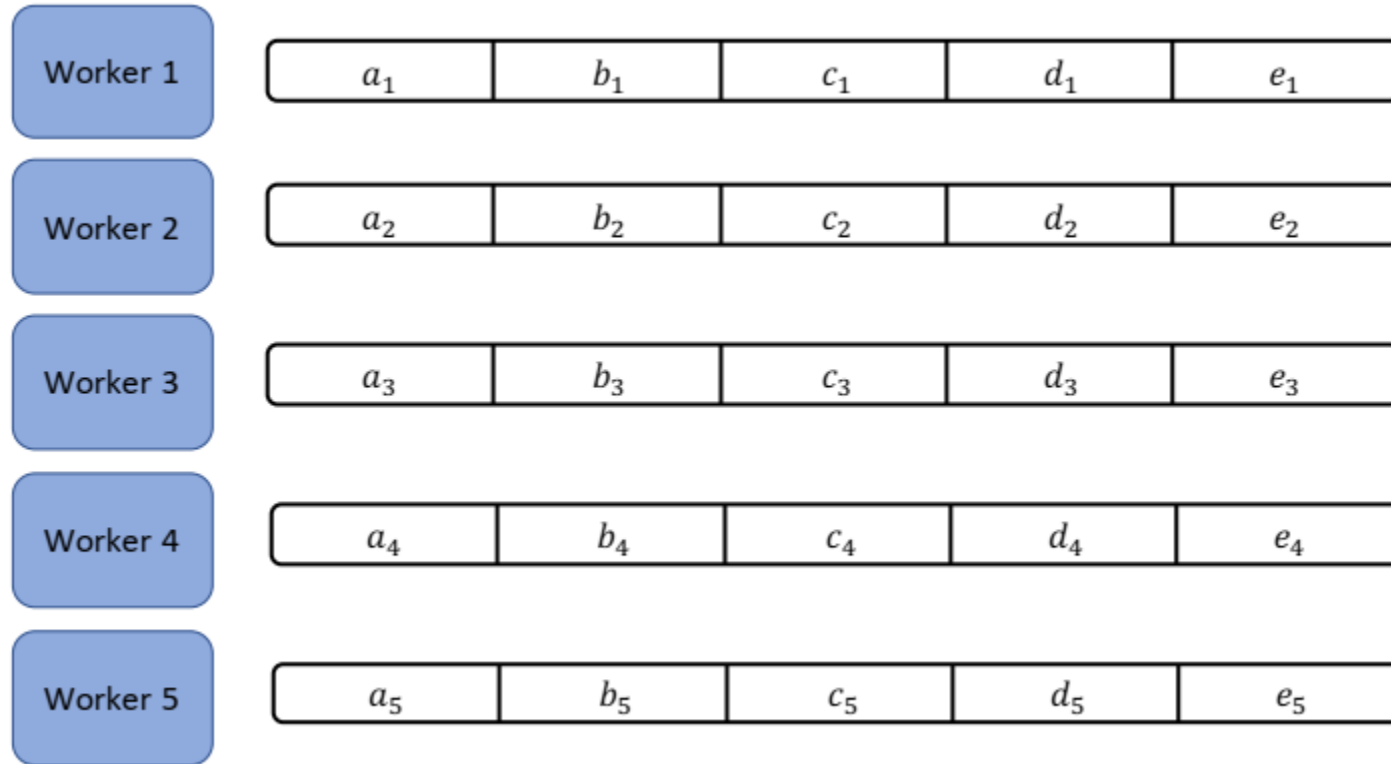 Worker 1 a₁ b₁ c₁ d₁ e₁
Worker 2 a₂ b₂ c₂ d₂ e₂
Worker 3 a₃ b₃ c₃ d₃ e₃
Worker 4 a₄ b₄ c₄ d₄ e₄
Worker 5 a₅ b₅ c₅ d₅ e₅